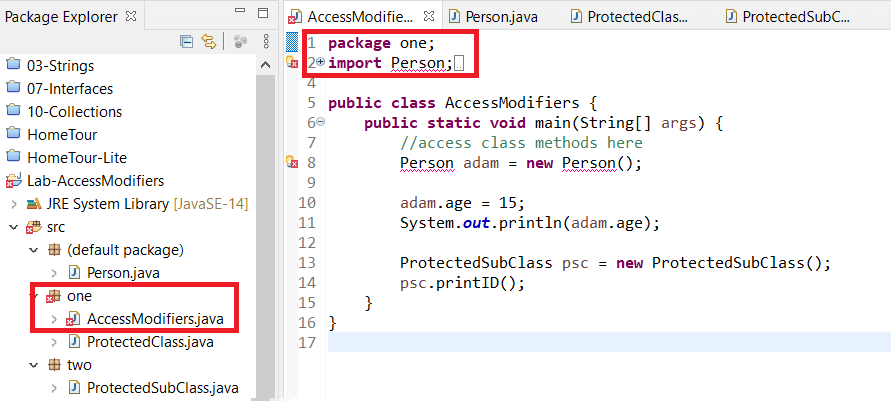 Package Explorer
03-Strings
07-Interfaces
10-Collections
HomeTour
HomeTour-Lite
Lab-AccessModifiers
JRE System Library [JavaSE-14]
src
(default package)
Person.java
one
AccessModifiers.java
ProtectedClass.java
two
ProtectedSubClass.java
AccessModifie... Person.java ProtectedClas... ProtectedSubC...
1 package one;
2 import Person;
4
5 public class AccessModifiers {
6 public static void main(String[] args) {
7 //access class methods here
8 Person adam = new Person();
9
10 adam.age = 15;
11 System.out.println(adam.age);
12
13 ProtectedSubClass psc = new ProtectedSubClass();
14 psc.printID();
15 }
16 }
17